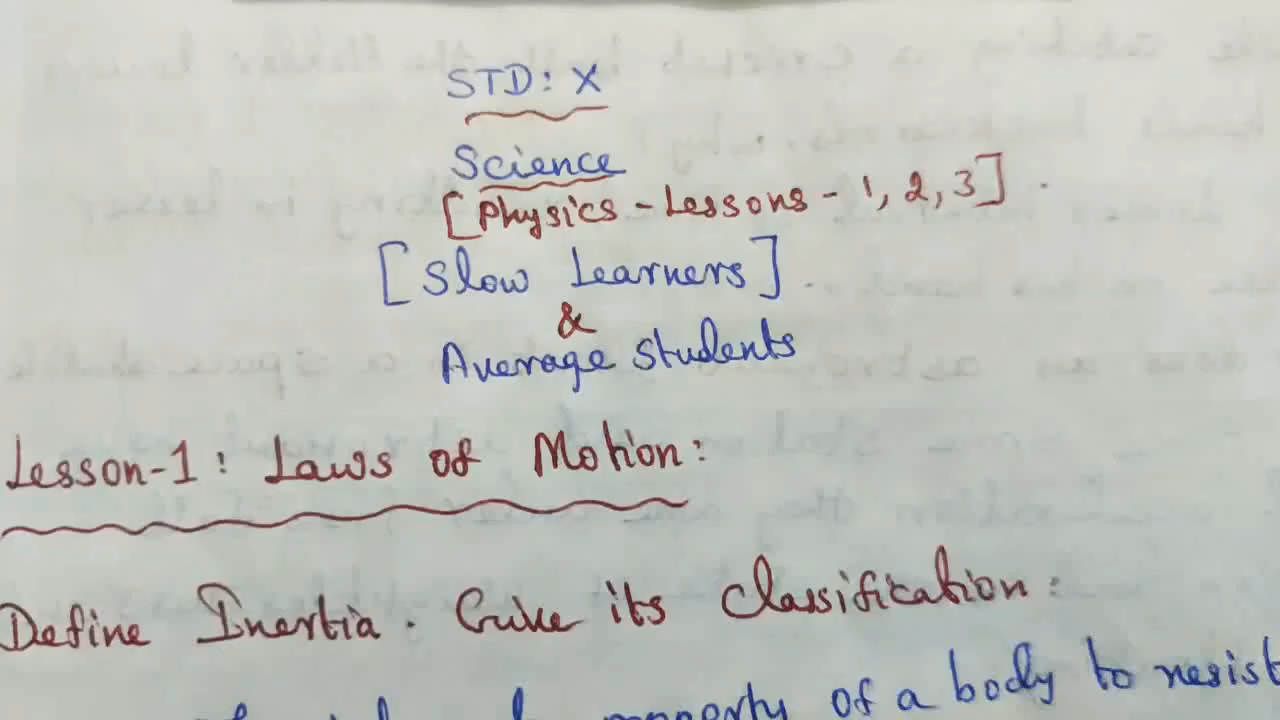 STD: X
Science
[Physics - Lessons - 1, 2, 3].
[Slow Learners]
&
Average Students
Lesson-1: Laws of Motion:
Define Inertia. Give its classification:
property of a body to resist